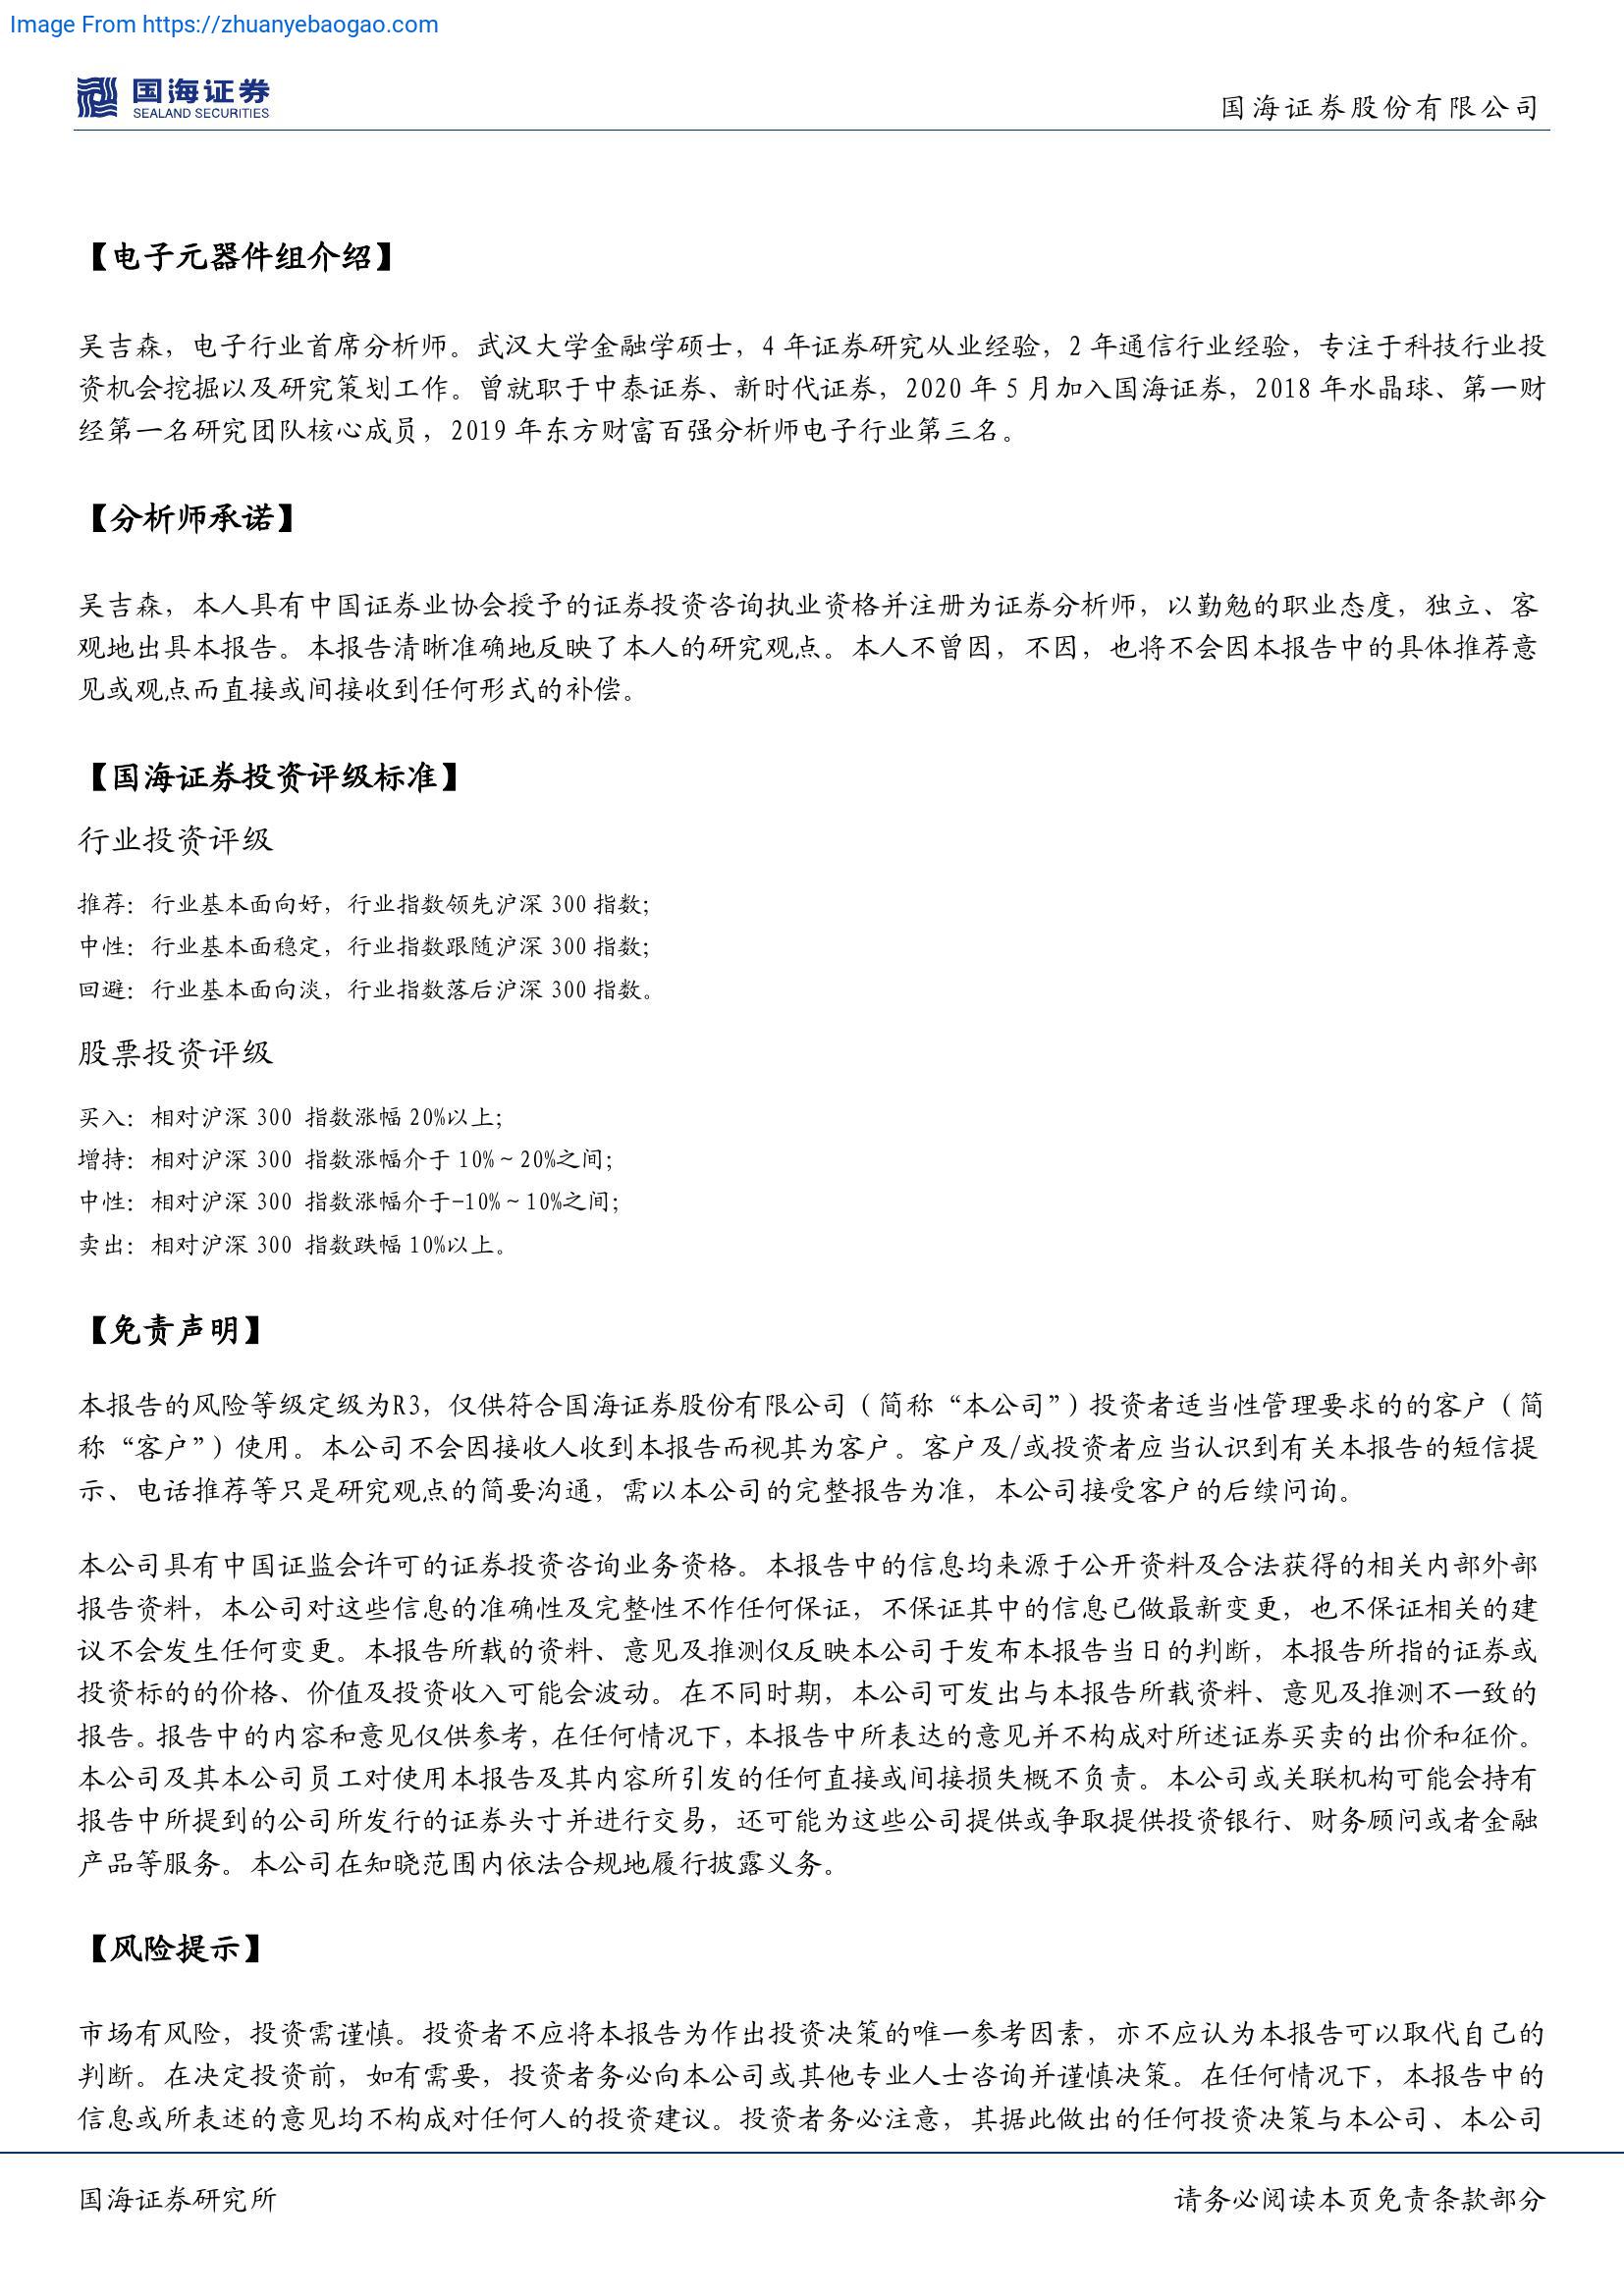 Image From https://zhuanyebaogao.com
国海证券
SEALAND SECURITIES
国海证券股份有限公司
【电子元器件组介绍】
吴吉森，电子行业首席分析师。武汉大学金融学硕士，4 年证券研究从业经验，2 年通信行业经验，专注于科技行业投
资机会挖掘以及研究策划工作。曾就职于中泰证券、新时代证券，2020 年 5 月加入国海证券，2018 年水晶球、第一财
经第一名研究团队核心成员，2019 年东方财富百强分析师电子行业第三名。
【分析师承诺】
吴吉森，本人具有中国证券业协会授予的证券投资咨询执业资格并注册为证券分析师，以勤勉的职业态度，独立、客
观地出具本报告。本报告清晰准确地反映了本人的研究观点。本人不曾因，不因，也将不会因本报告中的具体推荐意
见或观点而直接或间接收到任何形式的补偿。
【国海证券投资评级标准】
行业投资评级
推荐：行业基本面向好，行业指数领先沪深 300 指数；
中性：行业基本面稳定，行业指数跟随沪深 300 指数；
回避：行业基本面向淡，行业指数落后沪深 300 指数。
股票投资评级
买入：相对沪深 300 指数涨幅 20%以上；
增持：相对沪深 300 指数涨幅介于 10%～20%之间；
中性：相对沪深 300 指数涨幅介于-10%～10%之间；
卖出：相对沪深 300 指数跌幅 10%以上。
【免责声明】
本报告的风险等级定级为R3，仅供符合国海证券股份有限公司（简称“本公司”）投资者适当性管理要求的的客户（简
称“客户”）使用。本公司不会因接收人收到本报告而视其为客户。客户及/或投资者应当认识到有关本报告的短信提
示、电话推荐等只是研究观点的简要沟通，需以本公司的完整报告为准，本公司接受客户的后续问询。
本公司具有中国证监会许可的证券投资咨询业务资格。本报告中的信息均来源于公开资料及合法获得的相关内部外部
报告资料，本公司对这些信息的准确性及完整性不作任何保证，不保证其中的信息已做最新变更，也不保证相关的建
议不会发生任何变更。本报告所载的资料、意见及推测仅反映本公司于发布本报告当日的判断，本报告所指的证券或
投资标的的价格、价值及投资收入可能会波动。在不同时期，本公司可发出与本报告所载资料、意见及推测不一致的
报告。报告中的内容和意见仅供参考，在任何情况下，本报告中所表达的意见并不构成对所述证券买卖的出价和征价。
本公司及其本公司员工对使用本报告及其内容所引发的任何直接或间接损失概不负责。本公司或关联机构可能会持有
报告中所提到的公司所发行的证券头寸并进行交易，还可能为这些公司提供或争取提供投资银行、财务顾问或者金融
产品等服务。本公司在知晓范围内依法合规地履行披露义务。
【风险提示】
市场有风险，投资需谨慎。投资者不应将本报告为作出投资决策的唯一参考因素，亦不应认为本报告可以取代自己的
判断。在决定投资前，如有需要，投资者务必向本公司或其他专业人士咨询并谨慎决策。在任何情况下，本报告中的
信息或所表述的意见均不构成对任何人的投资建议。投资者务必注意，其据此做出的任何投资决策与本公司、本公司
国海证券研究所
请务必阅读本页免责条款部分